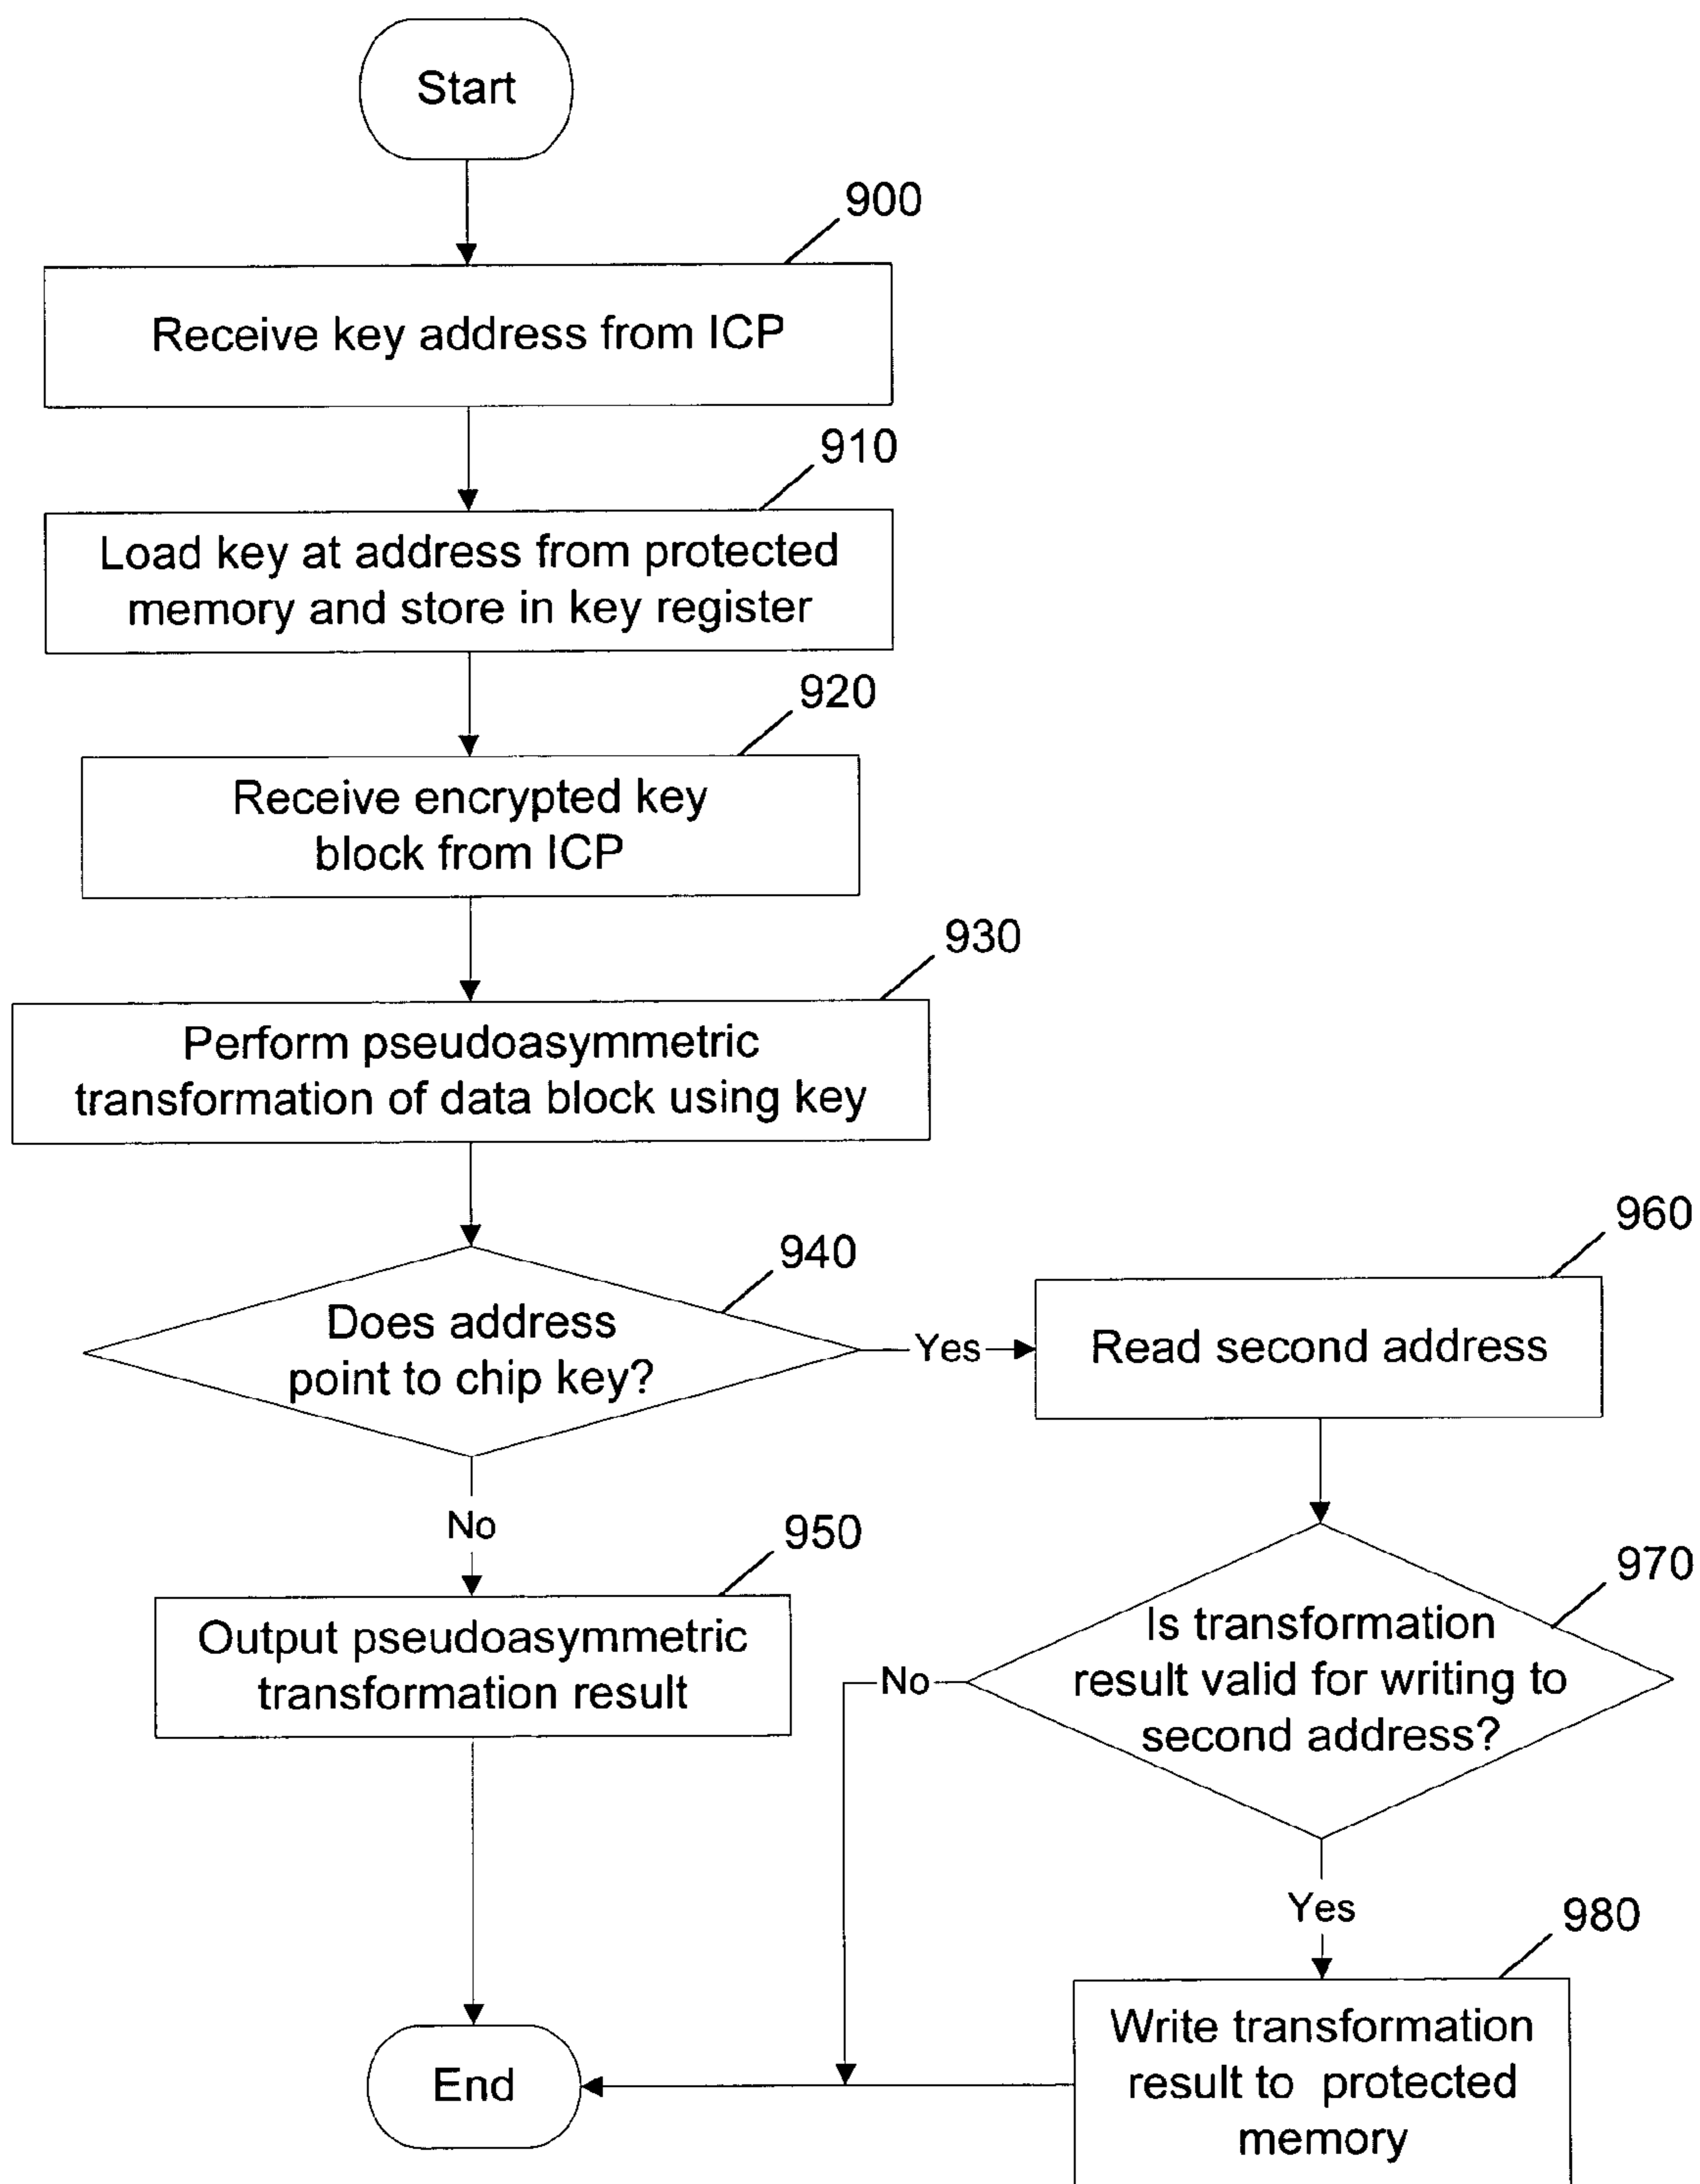 Start
900
Receive key address from ICP
910
Load key at address from protected
memory and store in key register
920
Receive encrypted key
block from ICP
930
Perform pseudoasymmetric
transformation of data block using key
940
Does address
point to chip key?
Yes
960
Read second address
No
950
Output pseudoasymmetric
transformation result
970
Is transformation
result valid for writing to
second address?
No
Yes
980
Write transformation
result to protected
memory
End